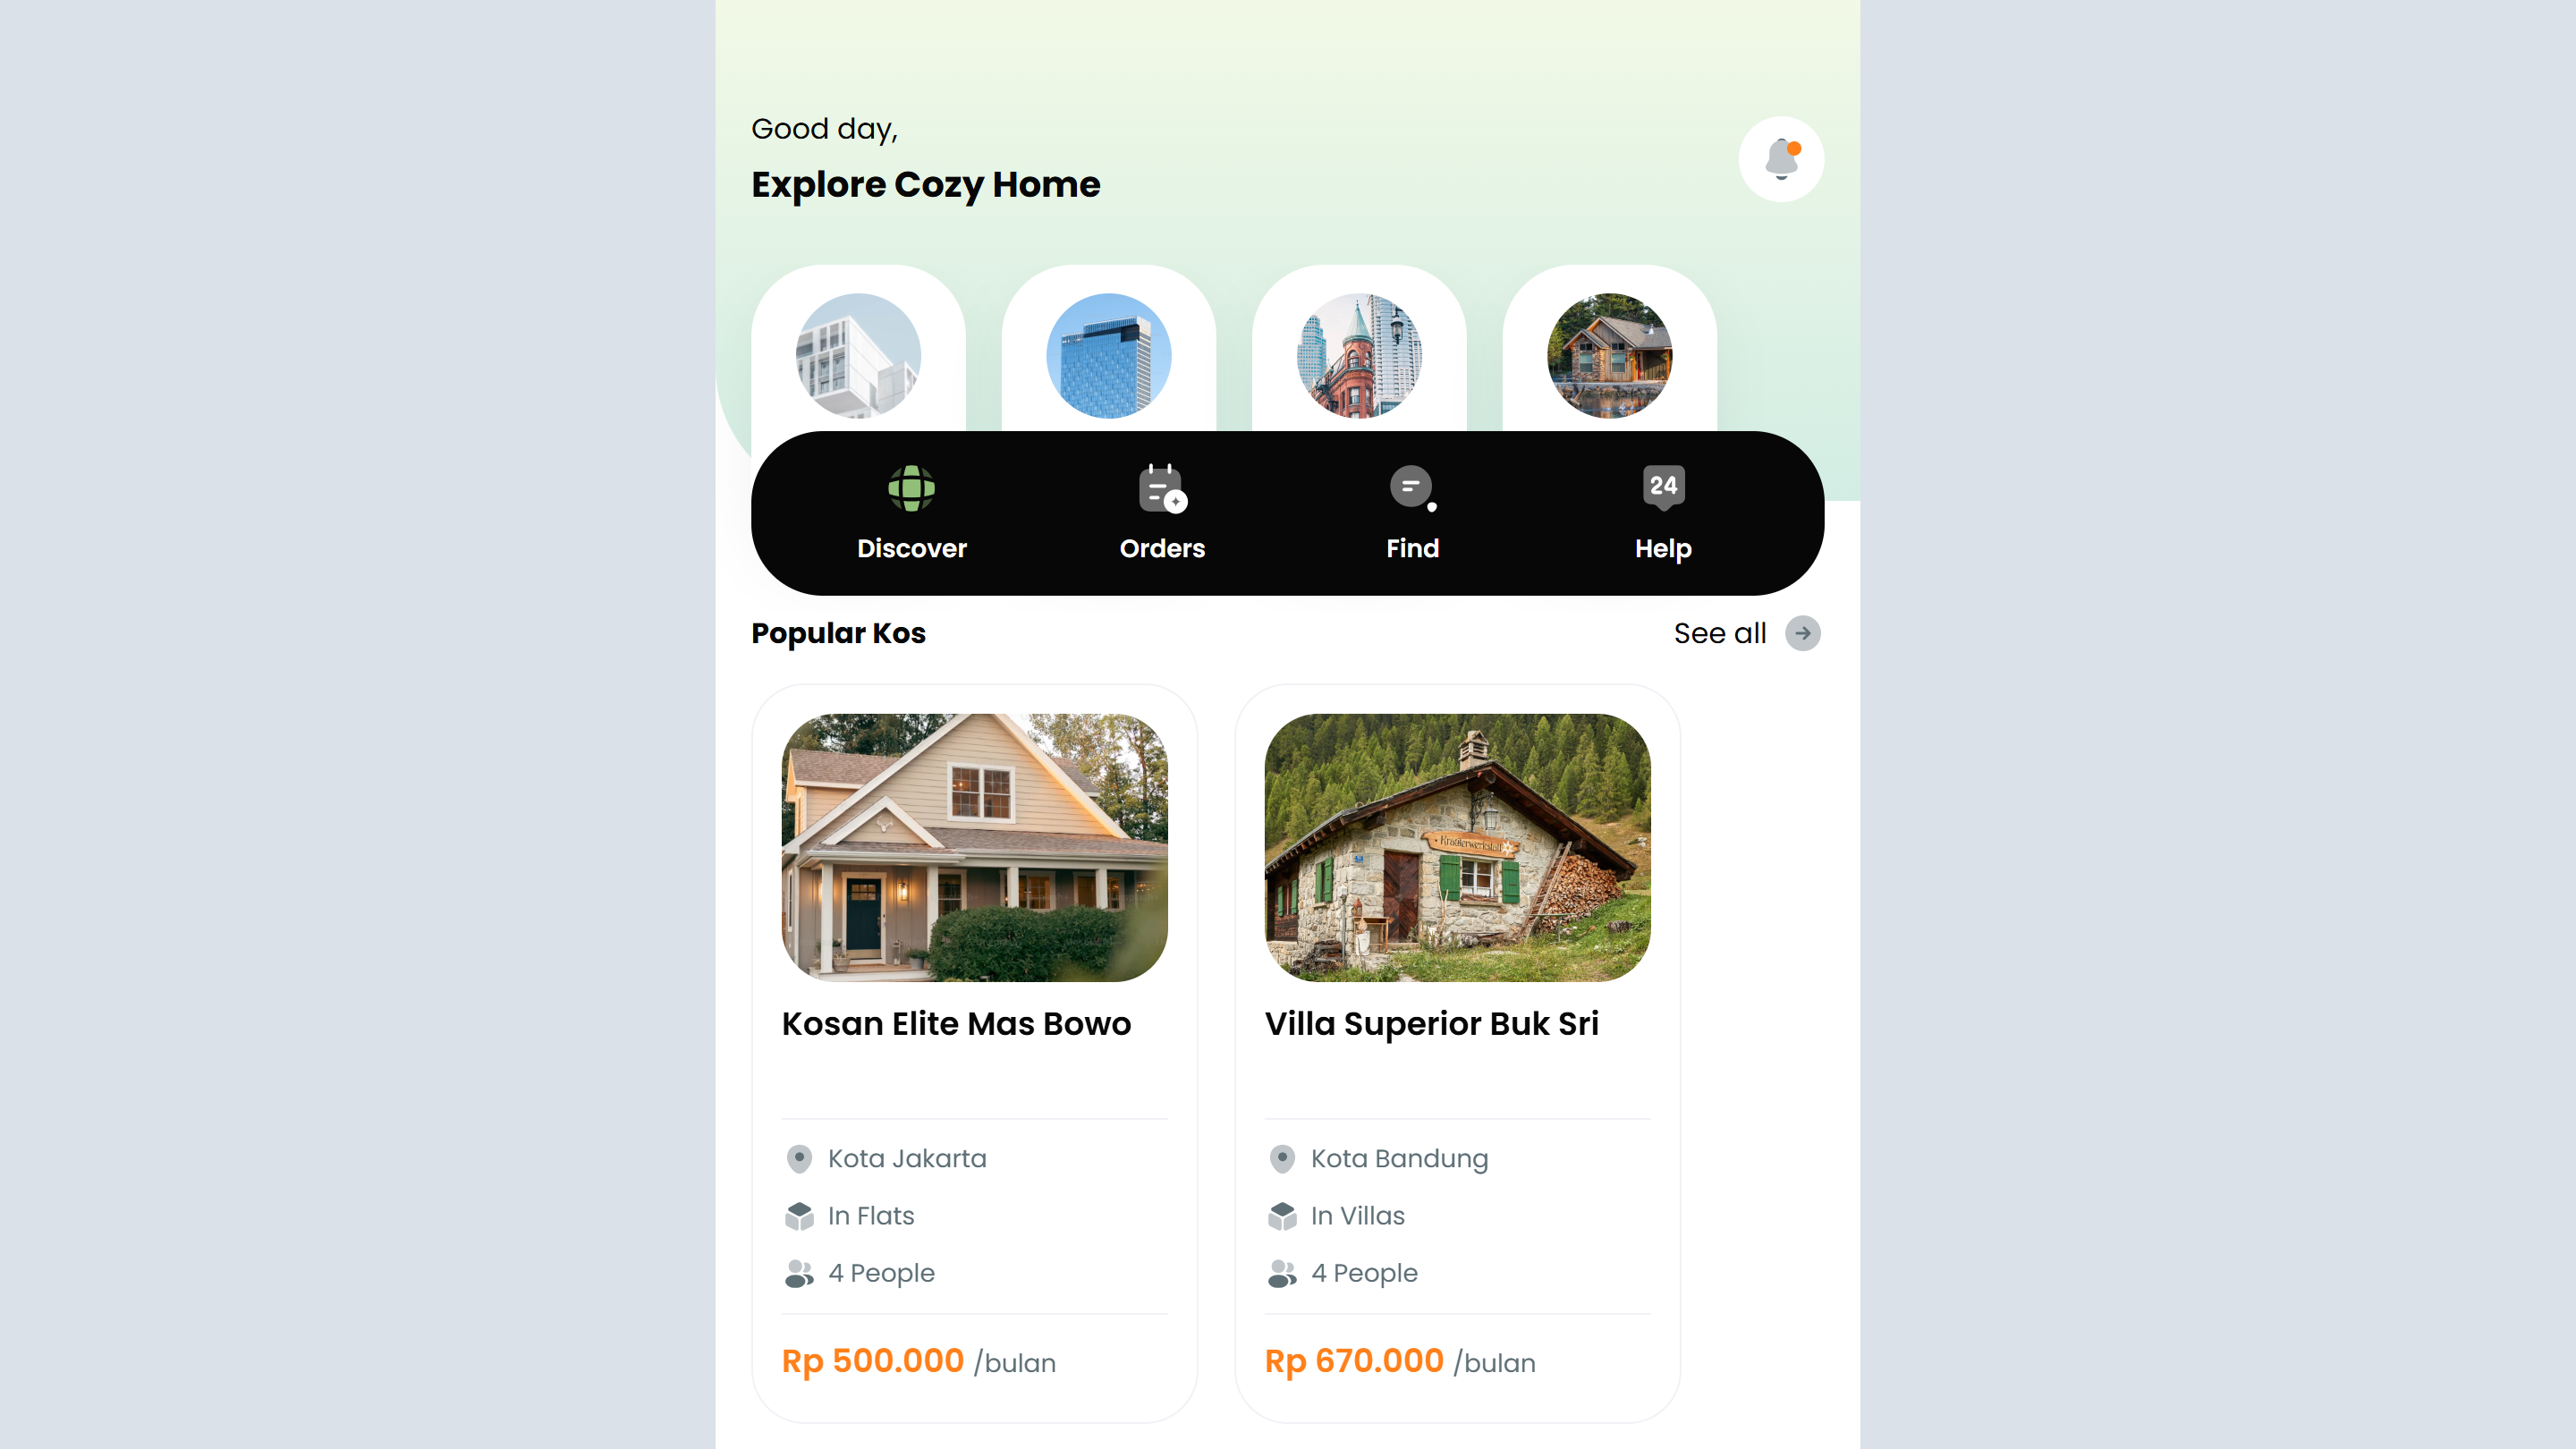 Good day,
Explore Cozy Home
24
Discover
Orders
Find
Help
Popular Kos
See all
Kosan Elite Mas Bowo
Kota Jakarta
In Flats
4 People
Rp 500.000 /bulan
Villa Superior Buk Sri
Kota Bandung
In Villas
4 People
Rp 670.000 /bulan